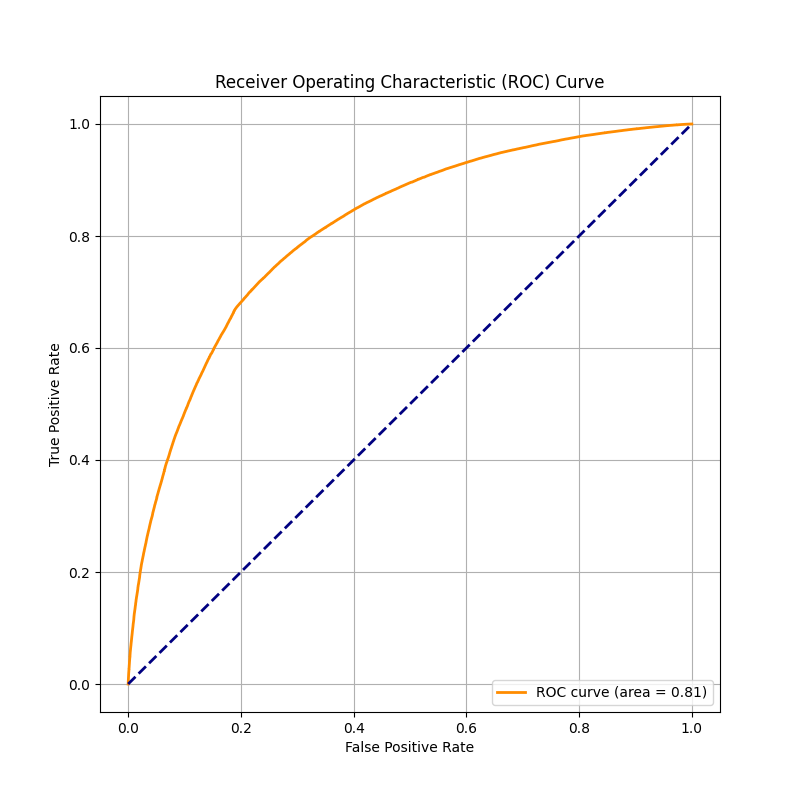 Receiver Operating Characteristic (ROC) Curve
1.0
0.8
0.6
0.4
0.2
0.0
True Positive Rate
ROC curve (area = 0.81)
0.0 0.2 0.4 0.6 0.8 1.0
False Positive Rate